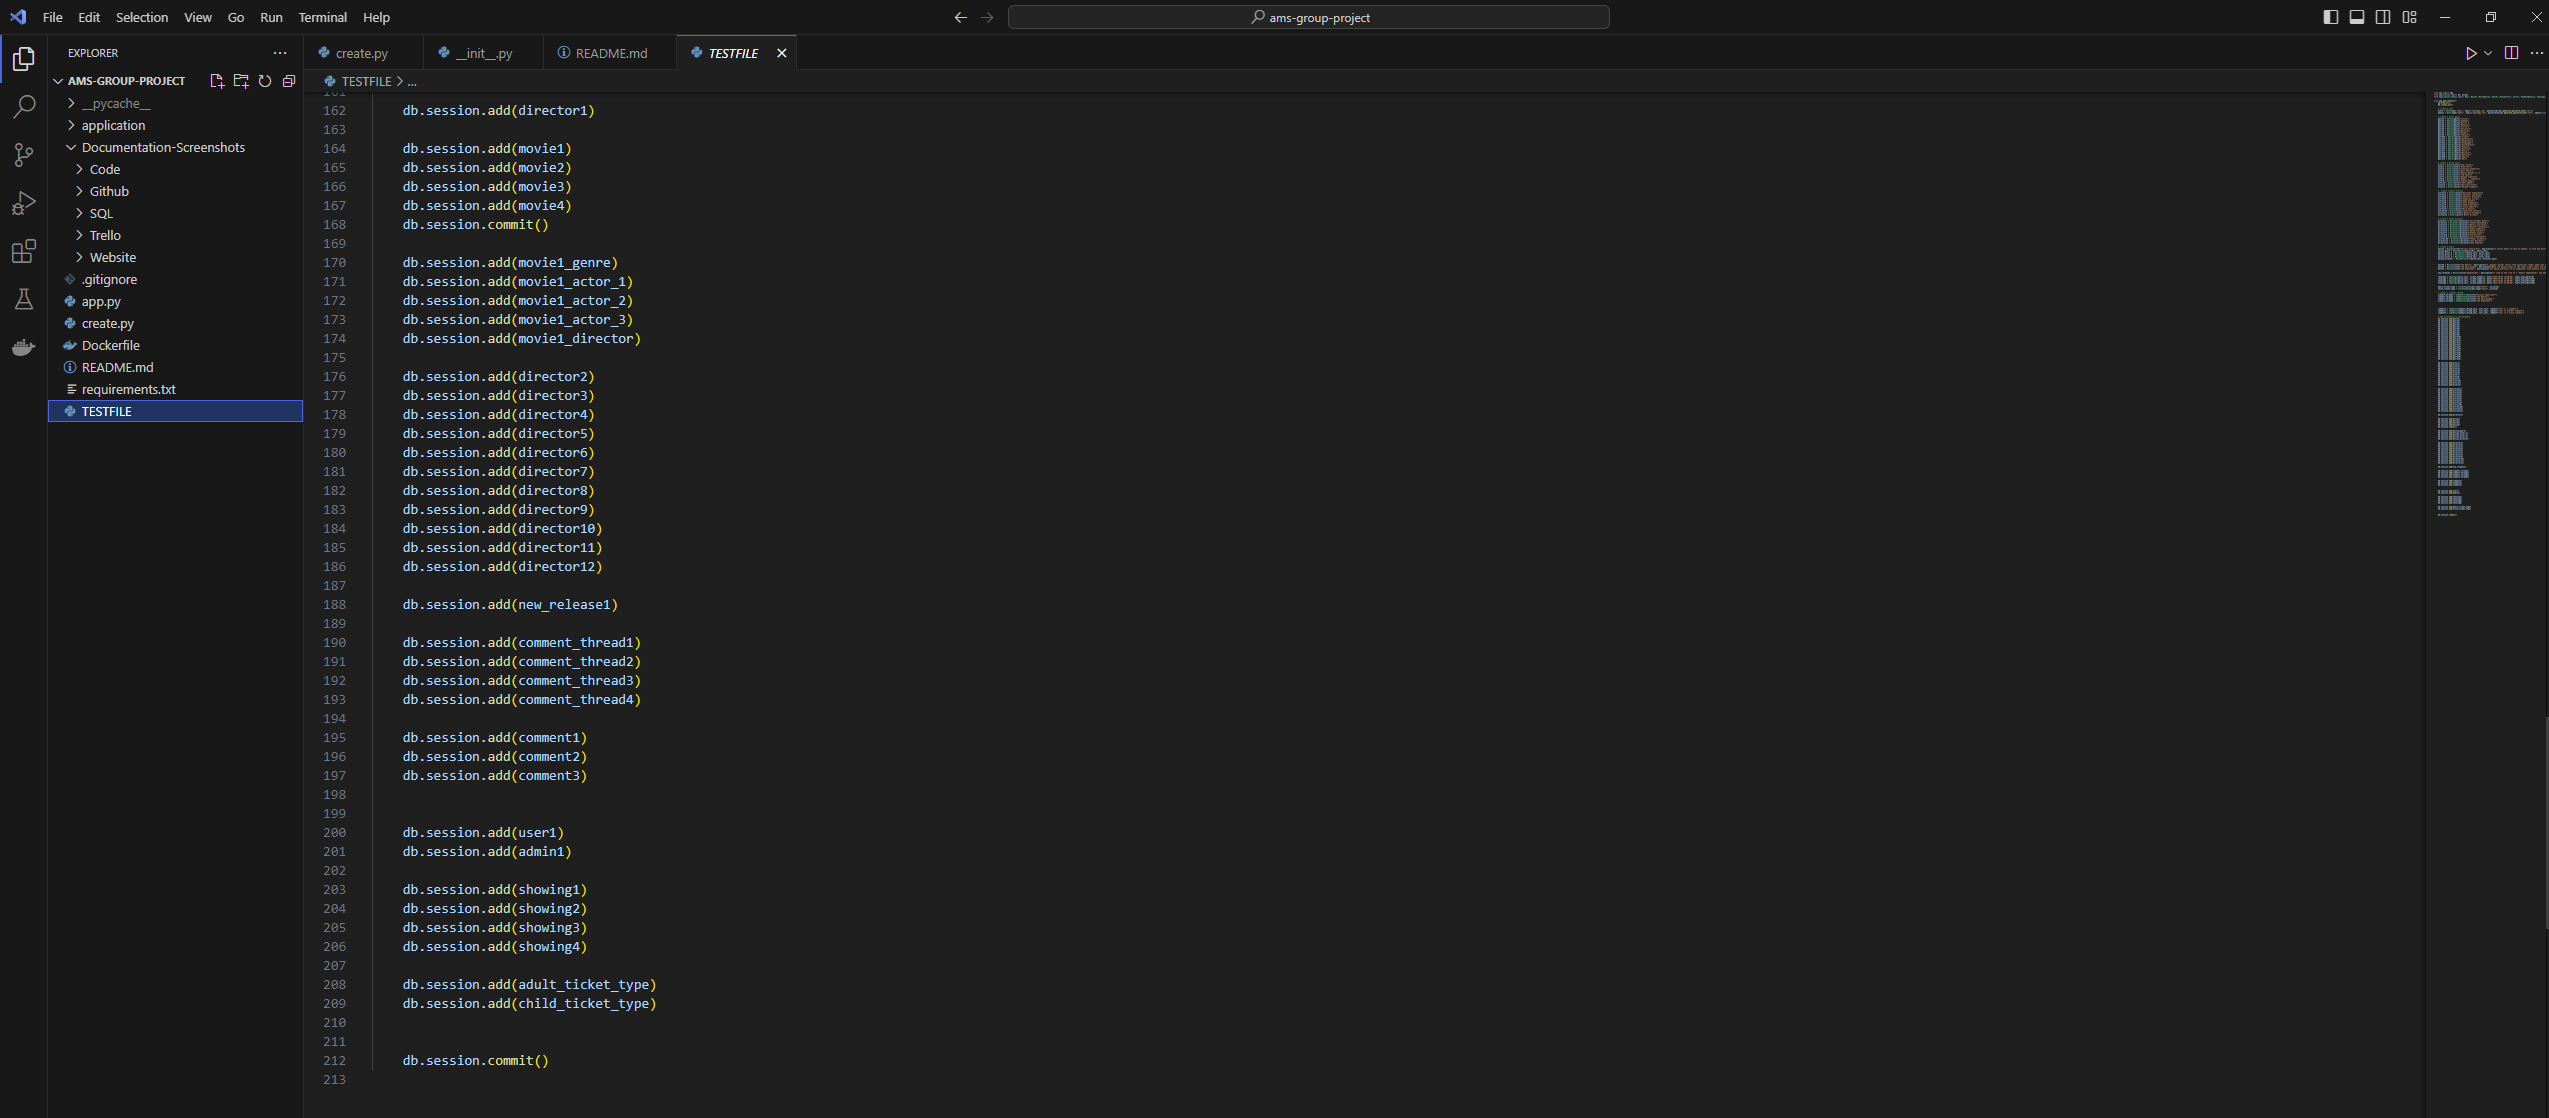 File Edit Selection View Go Run Terminal Help
ams-group-project
EXPLORER
AMS-GROUP-PROJECT
__pycache__
application
Documentation-Screenshots
Code
Github
SQL
Trello
Website
.gitignore
app.py
create.py
Dockerfile
README.md
requirements.txt
TESTFILE
create.py __init__.py README.md TESTFILE
TESTFILE > ...
161
162 db.session.add(director1)
163
164 db.session.add(movie1)
165 db.session.add(movie2)
166 db.session.add(movie3)
167 db.session.add(movie4)
168 db.session.commit()
169
170 db.session.add(movie1_genre)
171 db.session.add(movie1_actor_1)
172 db.session.add(movie1_actor_2)
173 db.session.add(movie1_actor_3)
174 db.session.add(movie1_director)
175
176 db.session.add(director2)
177 db.session.add(director3)
178 db.session.add(director4)
179 db.session.add(director5)
180 db.session.add(director6)
181 db.session.add(director7)
182 db.session.add(director8)
183 db.session.add(director9)
184 db.session.add(director10)
185 db.session.add(director11)
186 db.session.add(director12)
187
188 db.session.add(new_release1)
189
190 db.session.add(comment_thread1)
191 db.session.add(comment_thread2)
192 db.session.add(comment_thread3)
193 db.session.add(comment_thread4)
194
195 db.session.add(comment1)
196 db.session.add(comment2)
197 db.session.add(comment3)
198
199
200 db.session.add(user1)
201 db.session.add(admin1)
202
203 db.session.add(showing1)
204 db.session.add(showing2)
205 db.session.add(showing3)
206 db.session.add(showing4)
207
208 db.session.add(adult_ticket_type)
209 db.session.add(child_ticket_type)
210
211
212 db.session.commit()
213